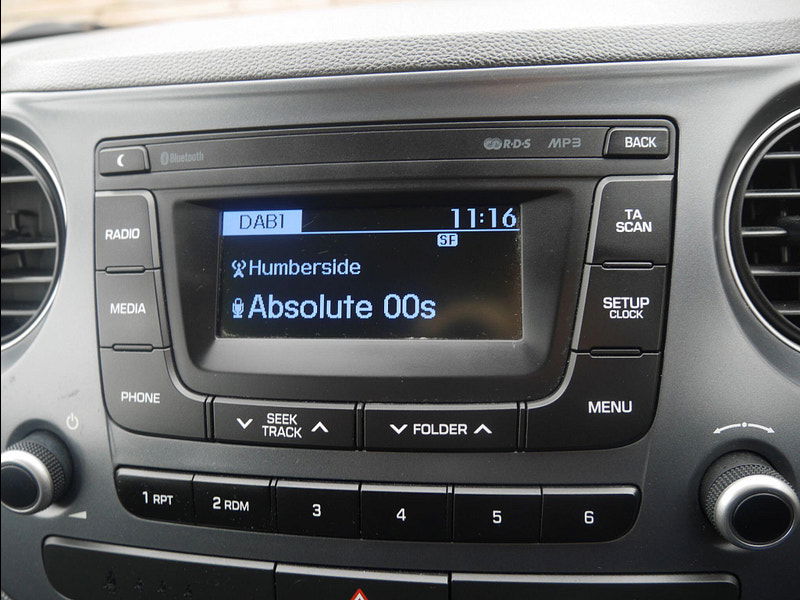 Bluetooth R·D·S MP3 BACK
RADIO DAB1 11:16 TA
SCAN
SF
Humberside
MEDIA Absolute 00s SETUP
CLOCK
PHONE SEEK
TRACK FOLDER MENU
1 RPT 2 RDM 3 4 5 6